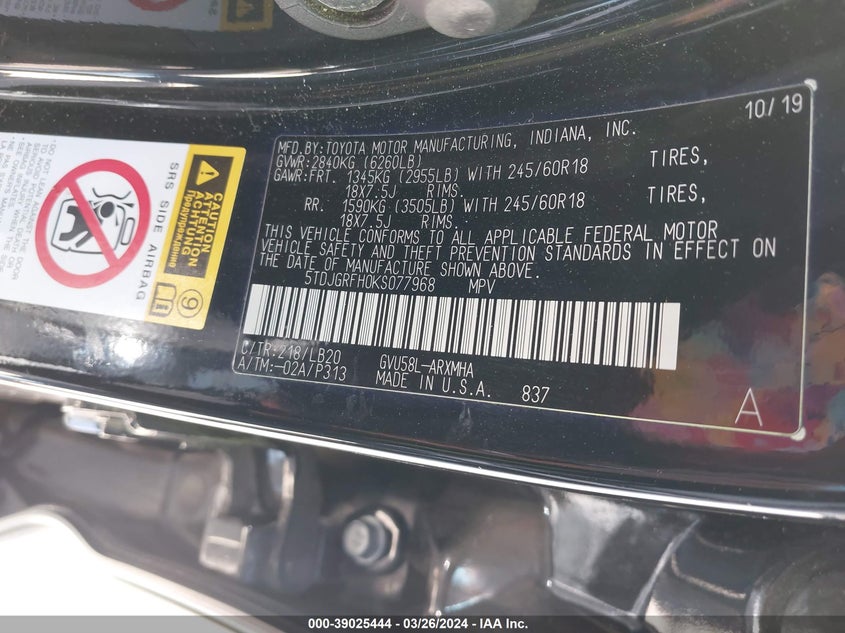 10/19
MFD.BY:TOYOTA MOTOR MANUFACTURING, INDIANA, INC.
GVWR:2840KG (6260LB)
GAWR:FRT. 1345KG (2955LB) WITH 245/60R18 TIRES,
18X7.5J RIMS.
RR. 1590KG (3505LB) WITH 245/60R18 TIRES,
18X7.5J RIMS.
THIS VEHICLE CONFORMS TO ALL APPLICABLE FEDERAL MOTOR
VEHICLE SAFETY AND THEFT PREVENTION STANDARDS IN EFFECT ON
THE DATE OF MANUFACTURE SHOWN ABOVE.
5TDJGRFH0KS077968 MPV
C/TR:218/LB20 GVU58L-ARXMHA
A/TM:-02A/P313 MADE IN U.S.A. 837
A
SRS SIDE AIRBAG
CAUTION
ATTENTION
ACHTUNG
Предупреждение
9
000-39025444 - 03/26/2024 - IAA Inc.